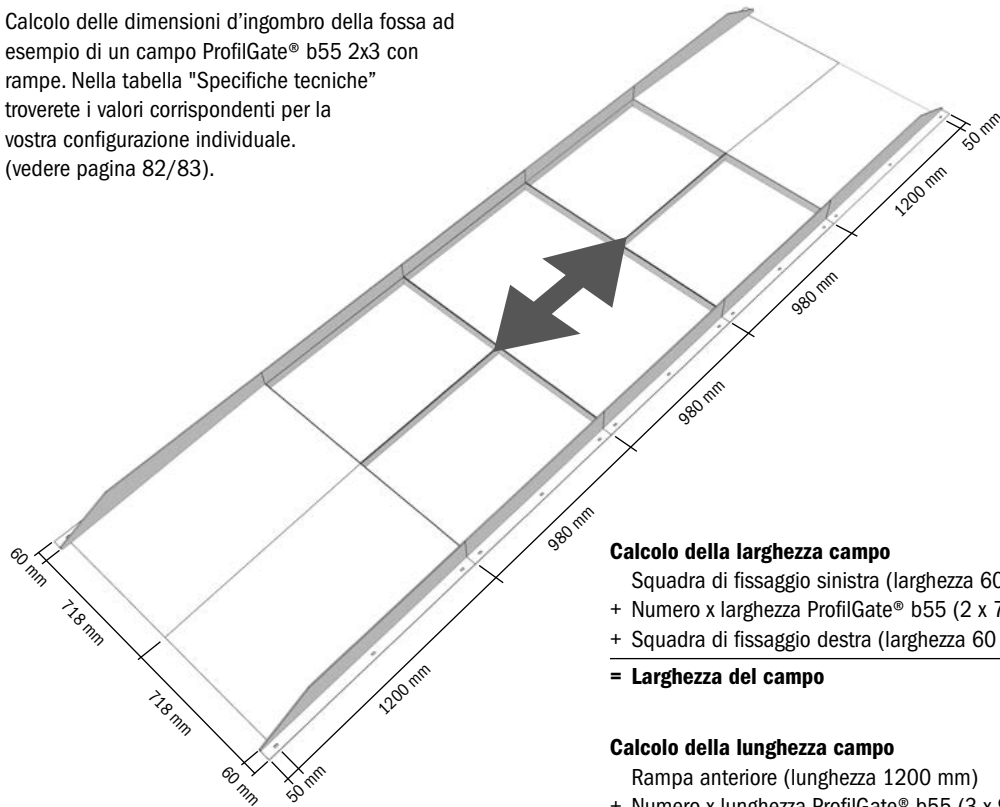 Calcolo delle dimensioni d'ingombro della fossa ad
esempio di un campo ProfilGate® b55 2x3 con
rampe. Nella tabella "Specifiche tecniche”
troverete i valori corrispondenti per la
vostra configurazione individuale.
(vedere pagina 82/83).
50 mm
1200 mm
980 mm
980 mm
980 mm
1200 mm
50 mm
60 mm
718 mm
718 mm
60 mm
Calcolo della larghezza campo
Squadra di fissaggio sinistra (larghezza 60
+ Numero x larghezza ProfilGate® b55 (2 x 7
+ Squadra di fissaggio destra (larghezza 60
= Larghezza del campo
Calcolo della lunghezza campo
Rampa anteriore (lunghezza 1200 mm)
+ Numero x lunghezza ProfilGate® b55 (3 x